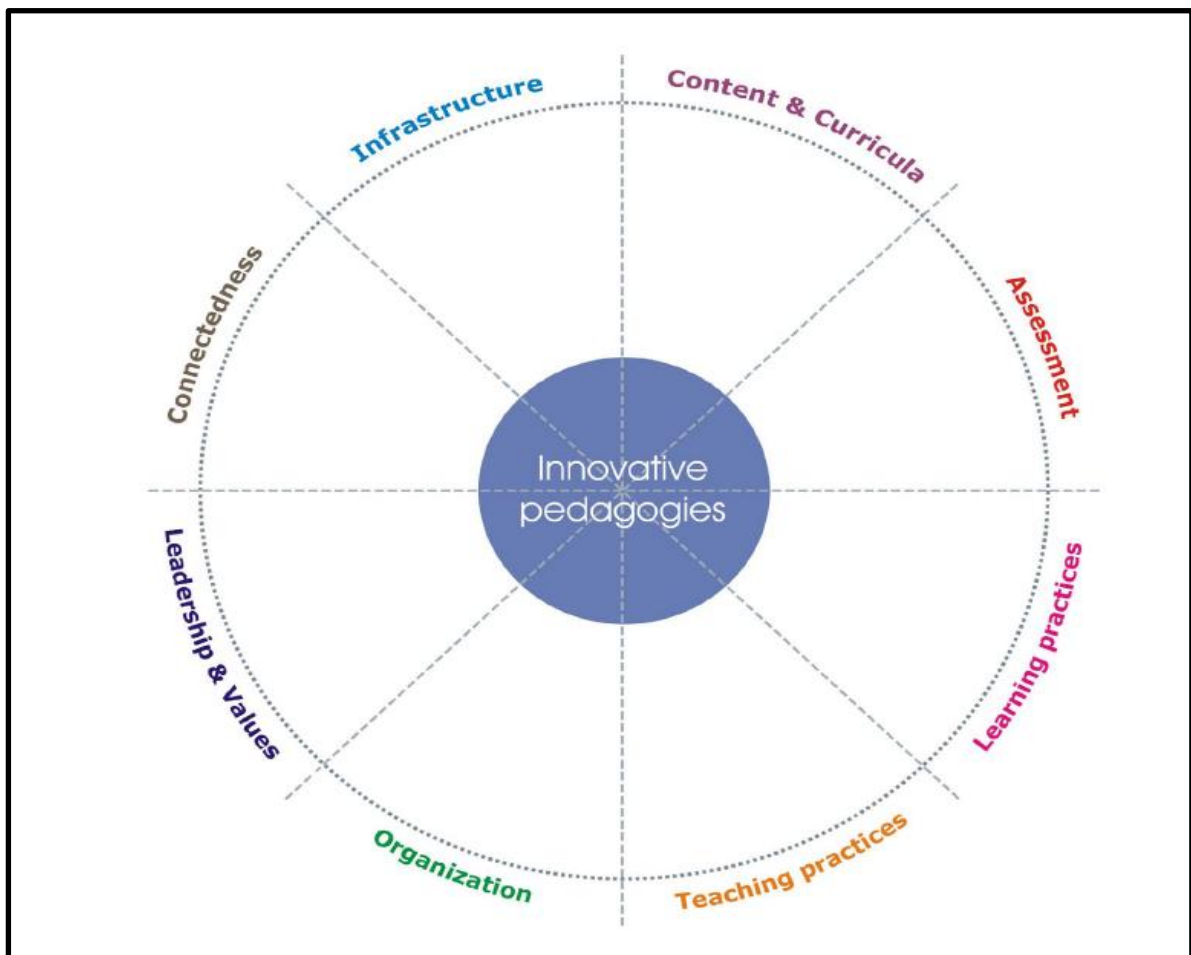 Infrastructure
Content & Curricula
Connectedness
Assessment
Innovative
pedagogies
Leadership & Values
Learning practices
Organization
Teaching practices